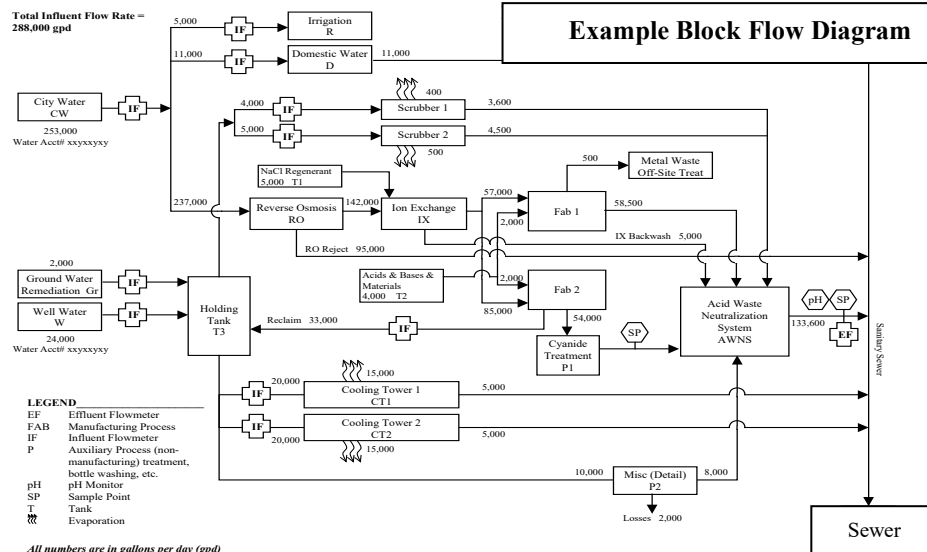 Total Influent Flow Rate =
288,000 gpd
Example Block Flow Diagram
5,000
IF
Irrigation
R
11,000
IF
Domestic Water
D
11,000
City Water
CW
IF
253,000
Water Acct# xxyxxyxy
4,000
IF
400
Scrubber 1
3,600
5,000
IF
Scrubber 2
4,500
500
NaCl Regenerant
5,000 T1
500
Metal Waste
Off-Site Treat
237,000
Reverse Osmosis
RO
142,000
Ion Exchange
IX
57,000
2,000
Fab 1
58,500
RO Reject 95,000
IX Backwash 5,000
2,000
Ground Water
Remediation Gr
IF
Well Water
W
IF
24,000
Water Acct# xxyxxyxy
Holding
Tank
T3
Acids & Bases &
Materials
4,000 T2
2,000
85,000
Fab 2
Reclaim 33,000
IF
54,000
Cyanide
Treatment
P1
SP
Acid Waste
Neutralization
System
AWNS
pH
SP
133,600
EF
Sanitary Sewer
20,000
IF
15,000
Cooling Tower 1
CT1
5,000
IF
20,000
Cooling Tower 2
CT2
5,000
15,000
10,000
Misc (Detail)
P2
8,000
Losses 2,000
Sewer
LEGEND
EF Effluent Flowmeter
FAB Manufacturing Process
IF Influent Flowmeter
P Auxiliary Process (non-
manufacturing) treatment,
bottle washing, etc.
pH pH Monitor
SP Sample Point
T Tank
Evaporation
All numbers are in gallons per day (gpd)